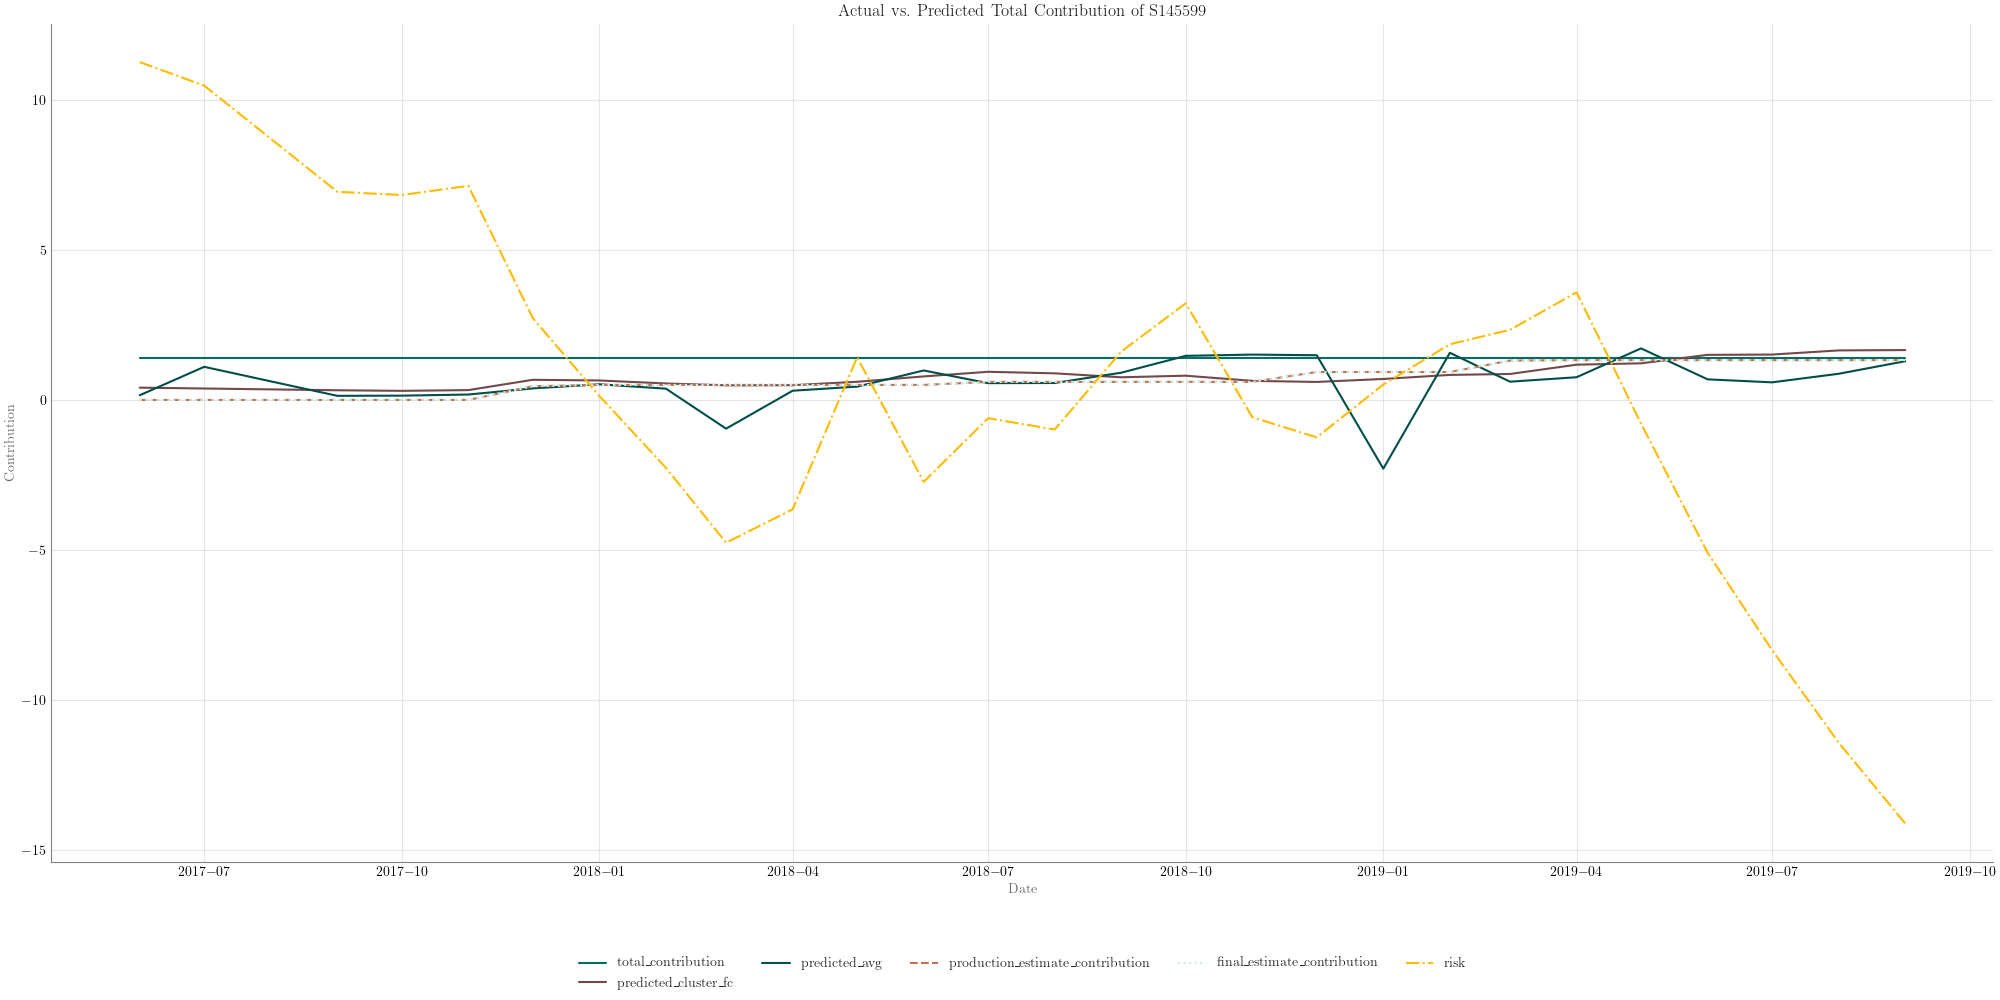 Actual vs. Predicted Total Contribution of S145599
10
5
0
−5
−10
−15
Contribution
2017−07 2017−10 2018−01 2018−04 2018−07 2018−10 2019−01 2019−04 2019−07 2019−10
Date
total_contribution predicted_avg production_estimate_contribution final_estimate_contribution risk
predicted_cluster_fc